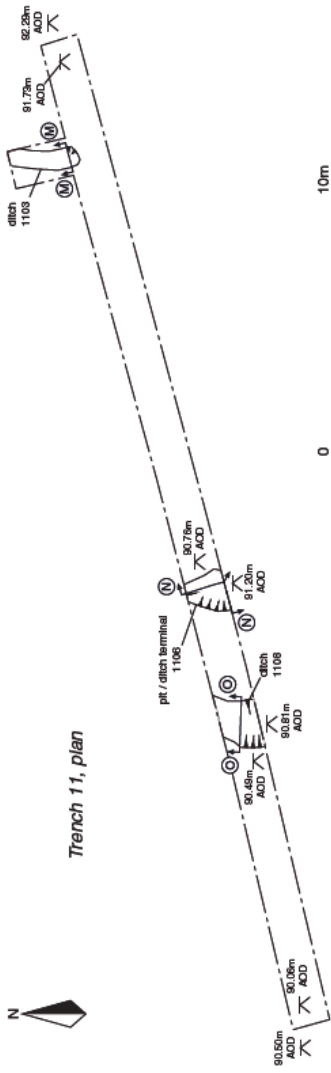 N
Trench 11, plan
92.29m
AOD
91.73m
AOD
ditch
1103
M
M
pit / ditch terminal
1106
N
N
90.76m
AOD
91.20m
AOD
O
O
ditch
1108
90.81m
AOD
90.49m
AOD
90.06m
AOD
90.50m
AOD
0
10m